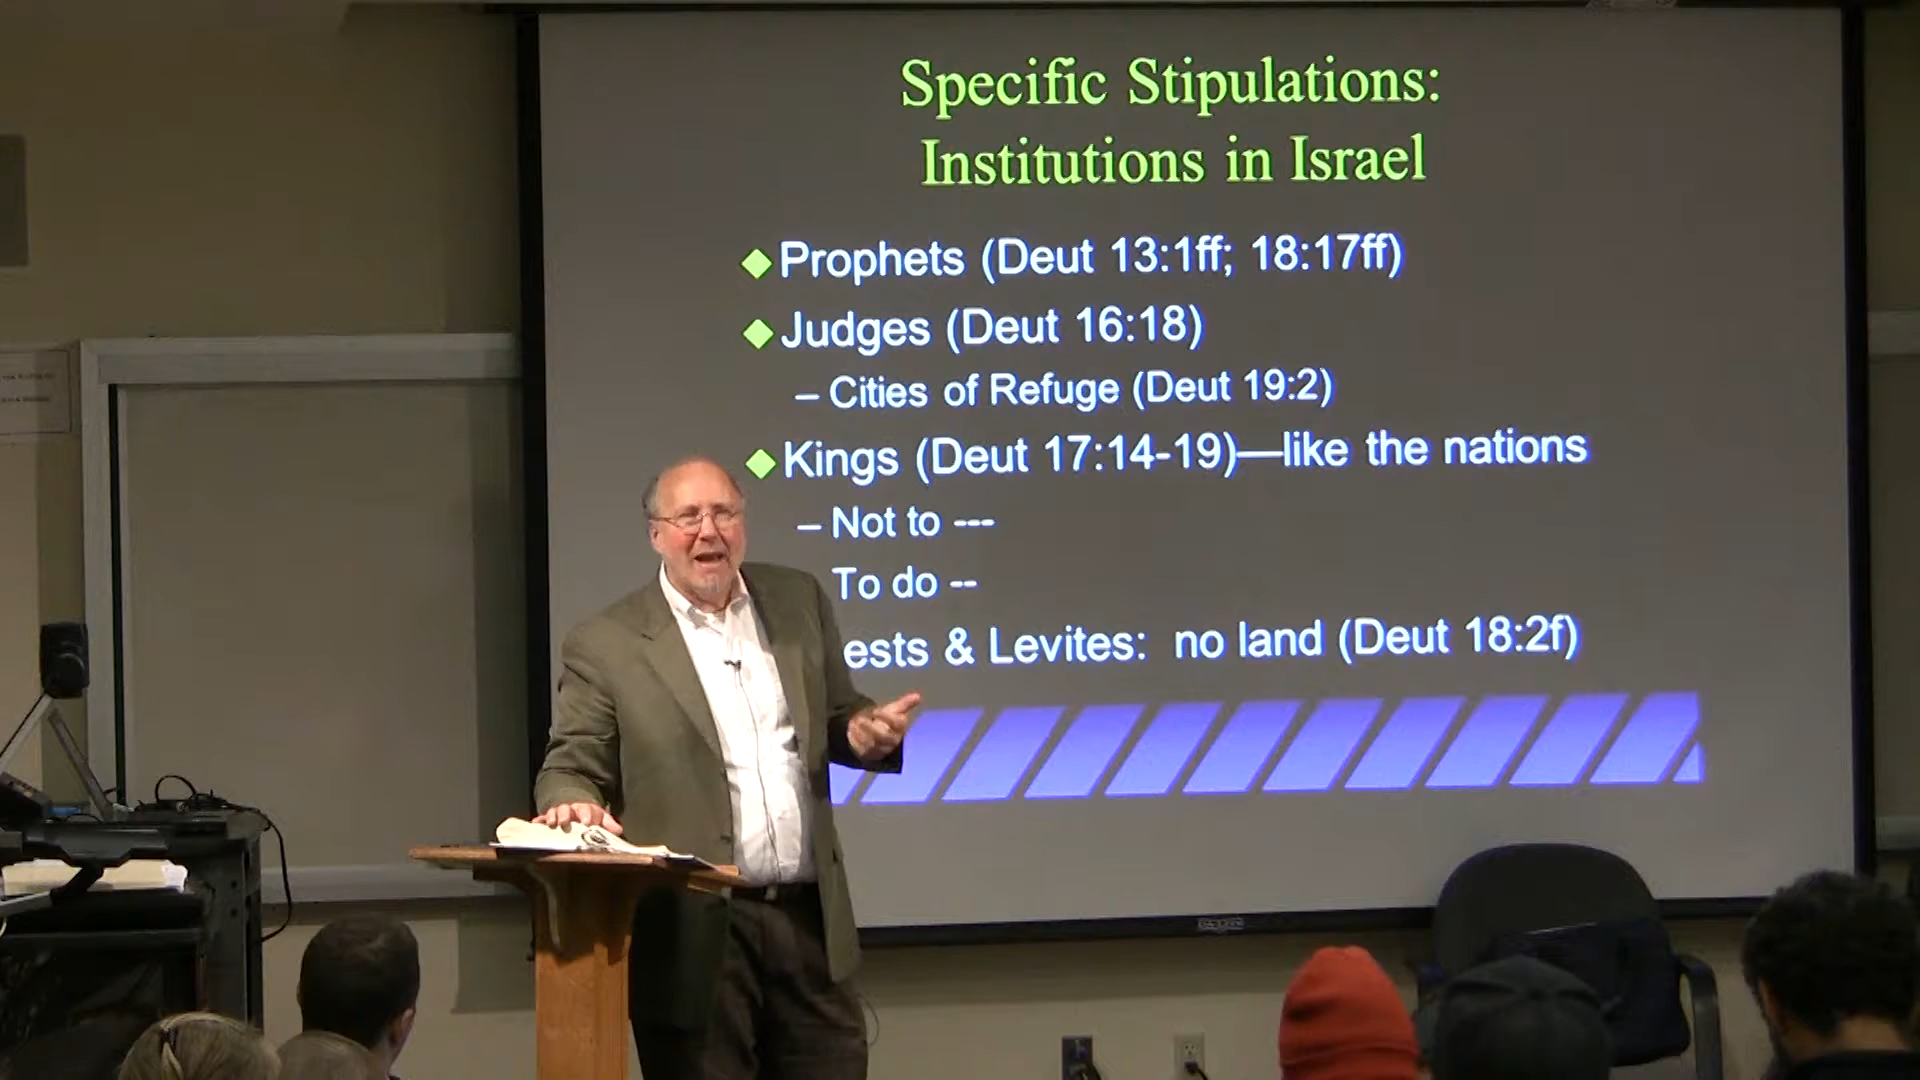 Specific Stipulations:
Institutions in Israel
Prophets (Deut 13:1ff; 18:17ff)
Judges (Deut 16:18)
– Cities of Refuge (Deut 19:2)
Kings (Deut 17:14-19)—like the nations
– Not to ---
To do --
ests & Levites: no land (Deut 18:2f)